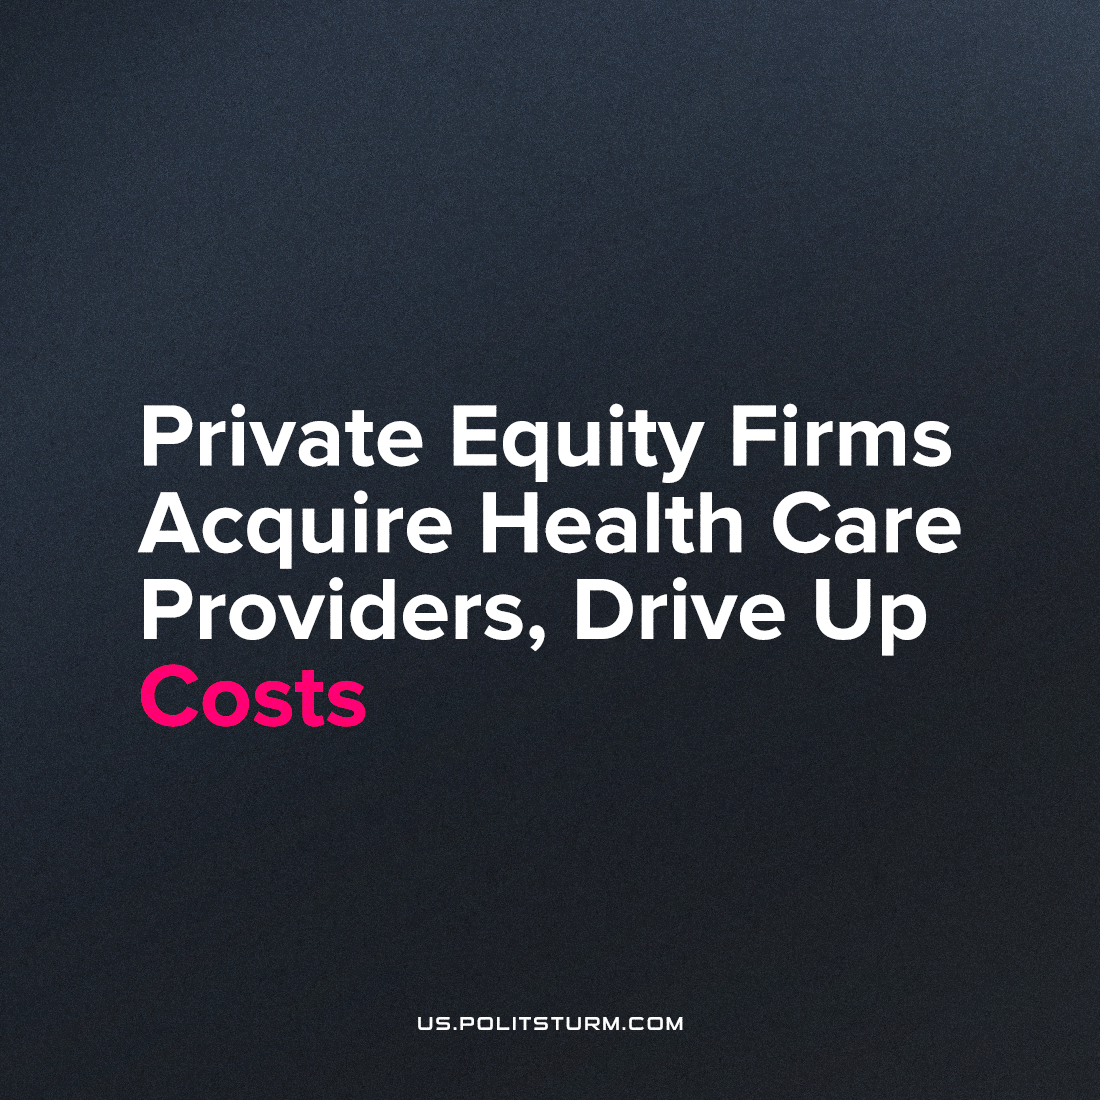 Private Equity Firms
Acquire Health Care
Providers, Drive Up
Costs
US.POLITSTURM.COM